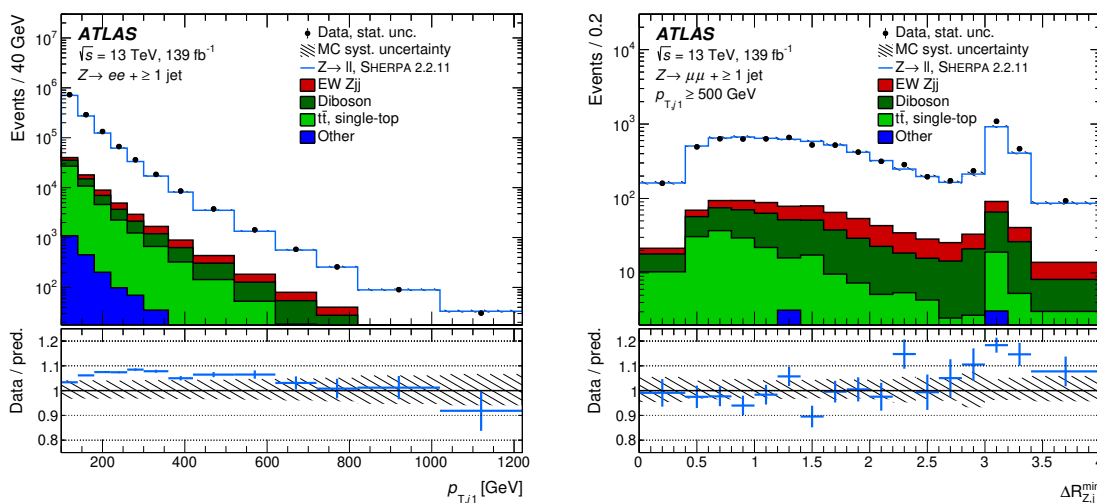 Events / 40 GeV
10⁷
10⁶
10⁵
10⁴
10³
10²
ATLAS
√s = 13 TeV, 139 fb⁻¹
Z→ ee + ≥ 1 jet
Data, stat. unc.
MC syst. uncertainty
Z→ ll, SHERPA 2.2.11
EW Zjj
Diboson
tt̄, single-top
Other
Data / pred.
1.2
1.1
1
0.9
0.8
200 400 600 800 1000 1200
p_{T,j1} [GeV]
Events / 0.2
10⁴
10³
10²
10
ATLAS
√s = 13 TeV, 139 fb⁻¹
Z→ μμ + ≥ 1 jet
p_{T,j1} ≥ 500 GeV
Data, stat. unc.
MC syst. uncertainty
Z→ ll, SHERPA 2.2.11
EW Zjj
Diboson
tt̄, single-top
Other
Data / pred.
1.2
1.1
1
0.9
0.8
0 0.5 1 1.5 2 2.5 3 3.5 4
ΔR_{Z,j}^{min}